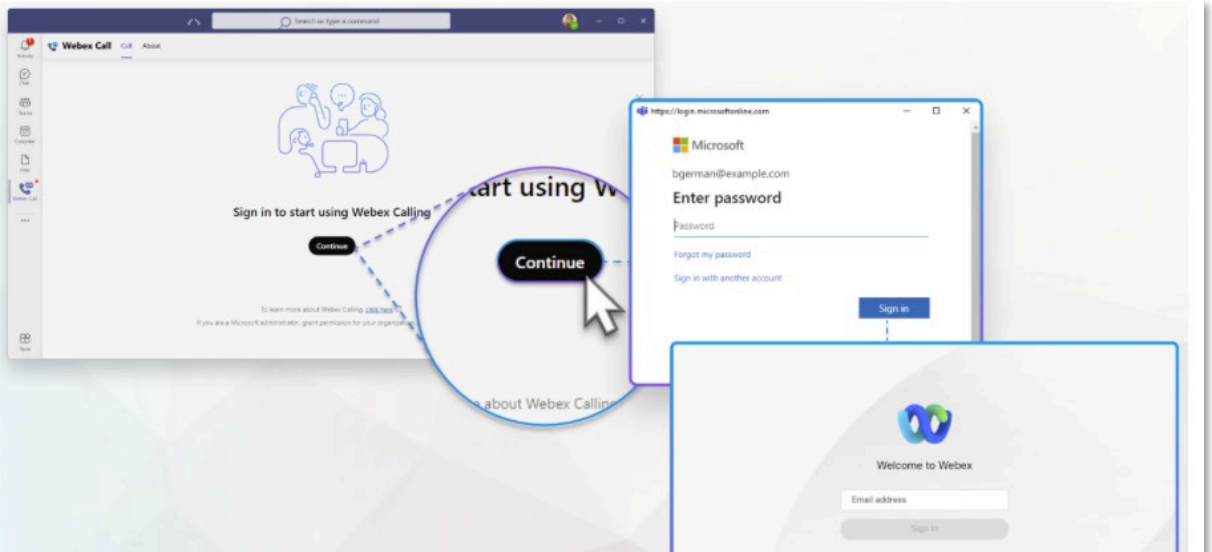 Search or type a command
Activity
Chat
Teams
Calendar
Files
Webex Call
Webex Call Call About
Sign in to start using Webex Calling
Continue
To learn more about Webex Calling, click here
If you are a Microsoft administrator, grant permission for your organization
tart using W
Continue
about Webex Calling
https://login.microsoftonline.com
Microsoft
bgerman@example.com
Enter password
Password
Forgot my password
Sign in with another account
Sign in
Welcome to Webex
Email address
Sign in